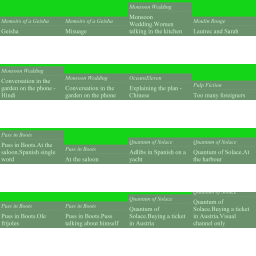 Memoirs of a Geisha
Geisha
Memoirs of a Geisha
Misuage
Monsoon Wedding
Monsoon
Wedding.Women
talking in the kitchen
Moulin Rouge
Lautrec and Sarah
Monsoon Wedding
Conversation in the
garden on the phone -
Hindi
Monsoon Wedding
Conversation in the
garden on the phone
OceansEleven
Explaining the plan -
Chinese
Pulp Fiction
Too many foreigners
Puss in Boots
Puss in Boots.At the
saloon.Spanish single
word
Puss in Boots
At the saloon
Quantum of Solace
Adlibs in Spanish on a
yacht
Quantum of Solace
Quantum of Solace.At
the harbour
Puss in Boots
Puss in Boots.Ole
frijoles
Puss in Boots
Puss in Boots.Puss
talking about himself
Quantum of Solace
Quantum of
Solace.Buying a ticket
in Austria
Quantum of Solace
Quantum of
Solace.Buying a ticket
in Austria.Visual
channel only